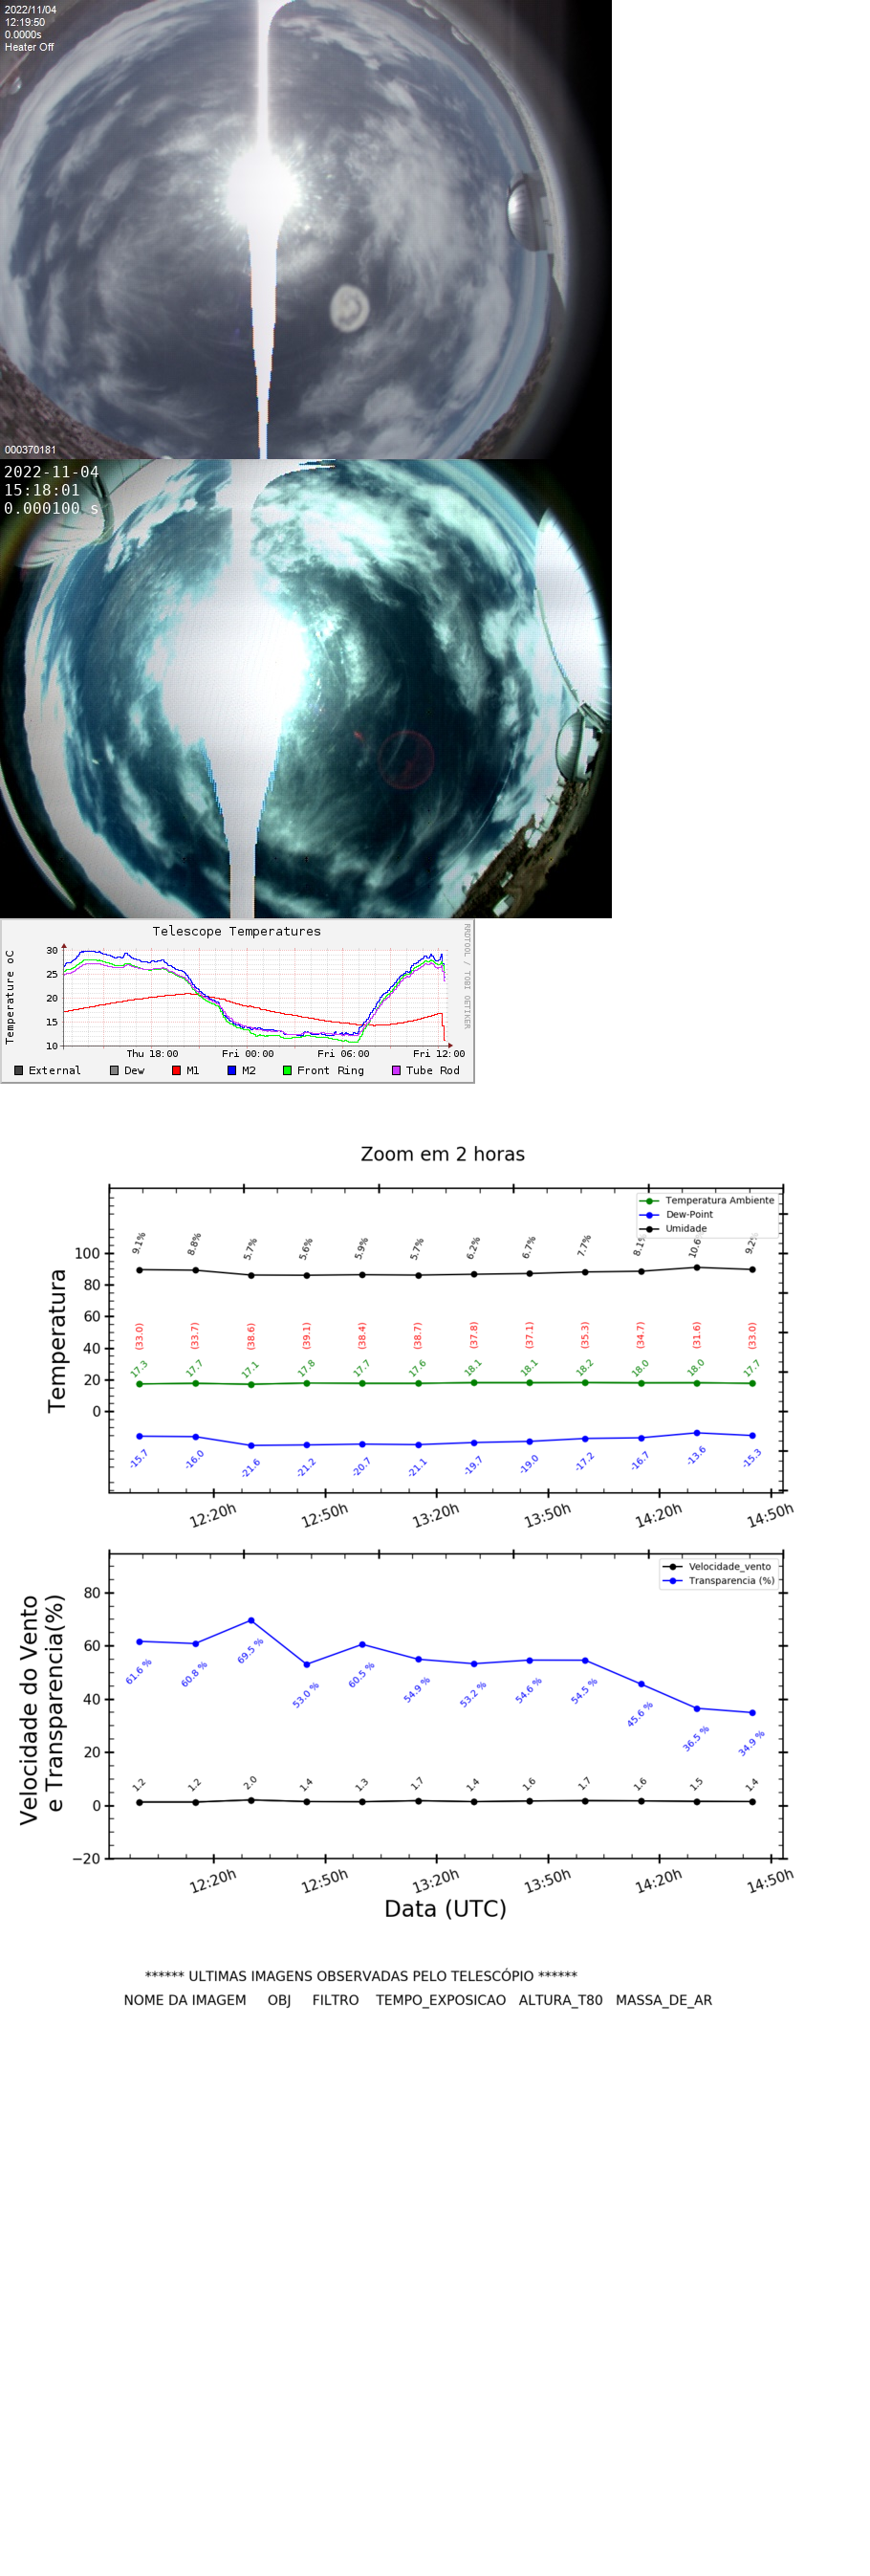 2022/11/04
12:19:50
0.0000s
Heater Off
000370181
2022-11-04
15:18:01
0.000100 s
Telescope Temperatures
RRDTOOL / TOBI OETIKER
Temperature oC
30
25
20
15
10
Thu 18:00 Fri 00:00 Fri 06:00 Fri 12:00
External Dew M1 M2 Front Ring Tube Rod
Zoom em 2 horas
Temperatura Ambiente
Dew-Point
Umidade
9.1% 8.8% 5.7% 5.6% 5.9% 5.7% 6.2% 6.7% 7.7% 8.1% 10.6 9.2%
Temperatura
100
80
60
40
20
0
(33.0) (33.7) (38.6) (39.1) (38.4) (38.7) (37.8) (37.1) (35.3) (34.7) (31.6) (33.0)
17.3 17.7 17.1 17.8 17.7 17.6 18.1 18.1 18.2 18.0 18.0 17.7
-15.7 -16.0 -21.6 -21.2 -20.7 -21.1 -19.7 -19.0 -17.2 -16.7 -13.6 -15.3
12:20h 12:50h 13:20h 13:50h 14:20h 14:50h
Velocidade_vento
Transparencia (%)
Velocidade do Vento
e Transparencia(%)
80
60
40
20
0
−20
61.6 % 60.8 % 69.5 % 53.0 % 60.5 % 54.9 % 53.2 % 54.6 % 54.5 % 45.6 % 36.5 % 34.9 %
1.2 1.2 2.0 1.4 1.3 1.7 1.4 1.6 1.7 1.6 1.5 1.4
12:20h 12:50h 13:20h 13:50h 14:20h 14:50h
Data (UTC)
****** ULTIMAS IMAGENS OBSERVADAS PELO TELESCÓPIO ******
NOME DA IMAGEM OBJ FILTRO TEMPO_EXPOSICAO ALTURA_T80 MASSA_DE_AR